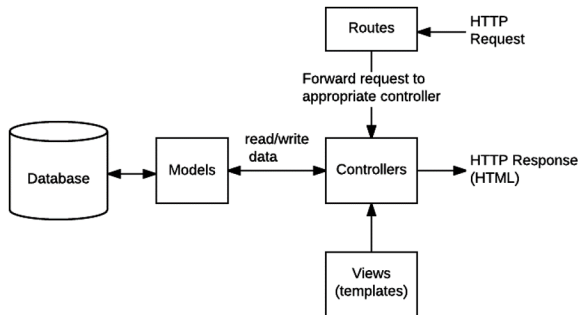 Routes
HTTP
Request
Forward request to
appropriate controller
Database
Models
read/write
data
Controllers
HTTP Response
(HTML)
Views
(templates)